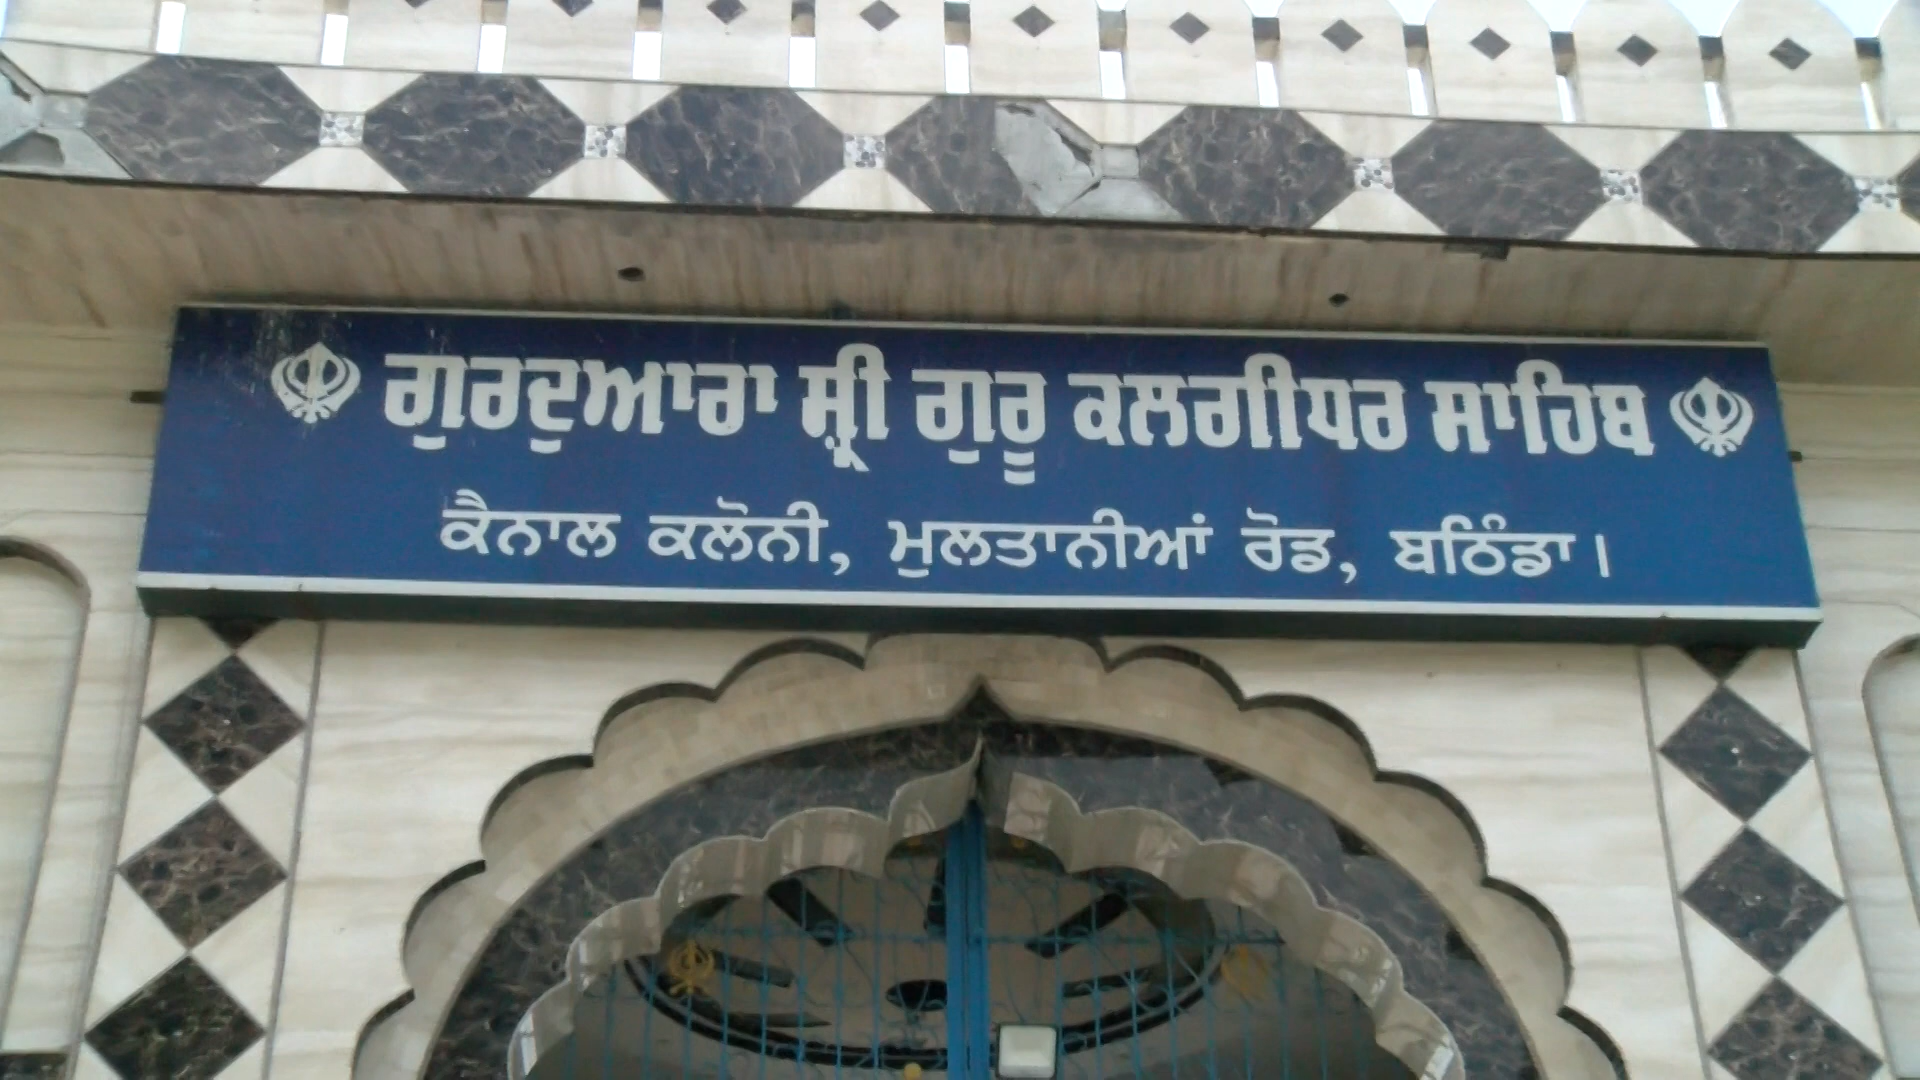 ਗੁਰਦੁਆਰਾ ਸ਼੍ਰੀ ਗੁਰੂ ਕਲਗੀਧਰ ਸਾਹਿਬ
ਕੈਨਾਲ ਕਲੋਨੀ, ਮੁਲਤਾਨੀਆਂ ਰੋਡ, ਬਠਿੰਡਾ।